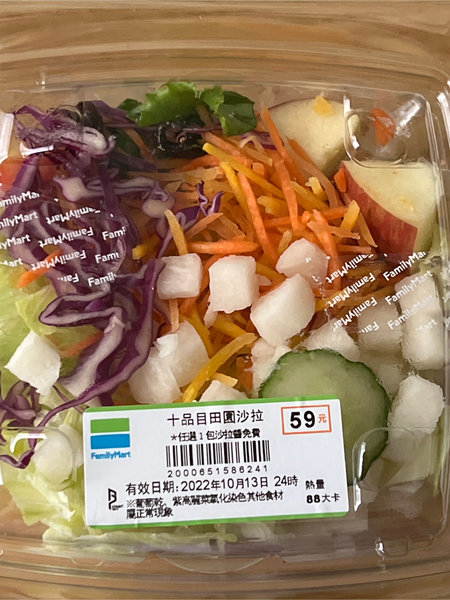 FamilyMart
FamilyMart
FamilyMart
FamilyMart
FamilyMart
FamilyMart
十品目田園沙拉
59元
*任選1包沙拉醬免費
FamilyMart
2000651586241
有效日期:2022年10月13日 24時
熱量
※葡萄乾、紫高麗菜氧化染色其他食材
88大卡
屬正常現象